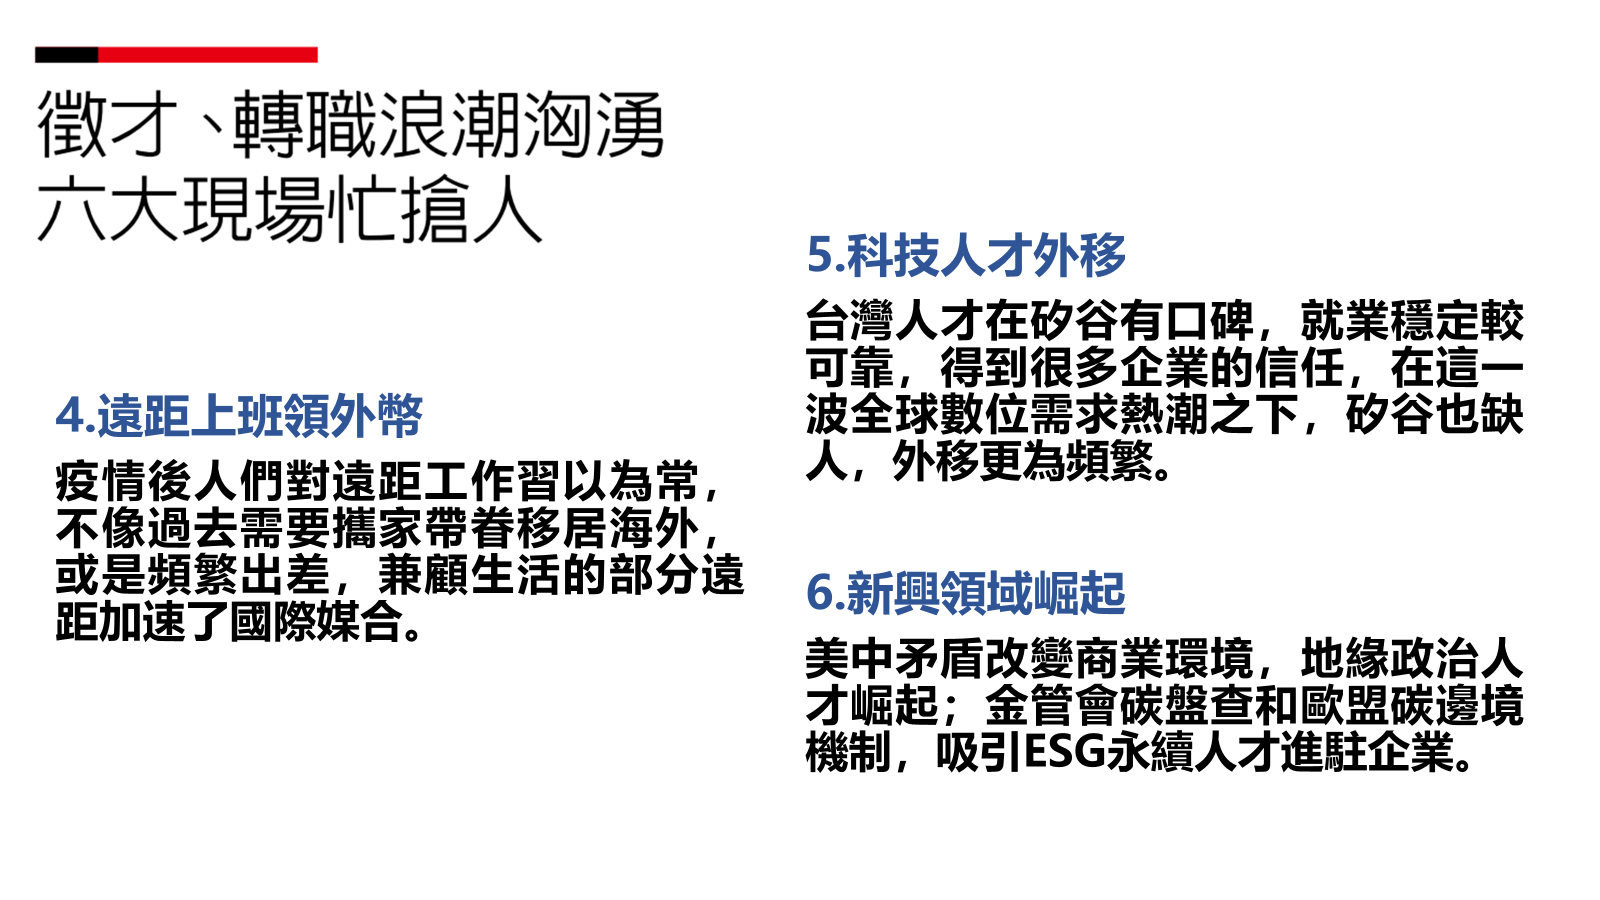 徵才、轉職浪潮洶湧
六大現場忙搶人
4.遠距上班領外幣
疫情後人們對遠距工作習以為常，
不像過去需要攜家帶眷移居海外，
或是頻繁出差，兼顧生活的部分遠
距加速了國際媒合。
5.科技人才外移
台灣人才在矽谷有口碑，就業穩定較
可靠，得到很多企業的信任，在這一
波全球數位需求熱潮之下，矽谷也缺
人，外移更為頻繁。
6.新興領域崛起
美中矛盾改變商業環境，地緣政治人
才崛起；金管會碳盤查和歐盟碳邊境
機制，吸引ESG永續人才進駐企業。